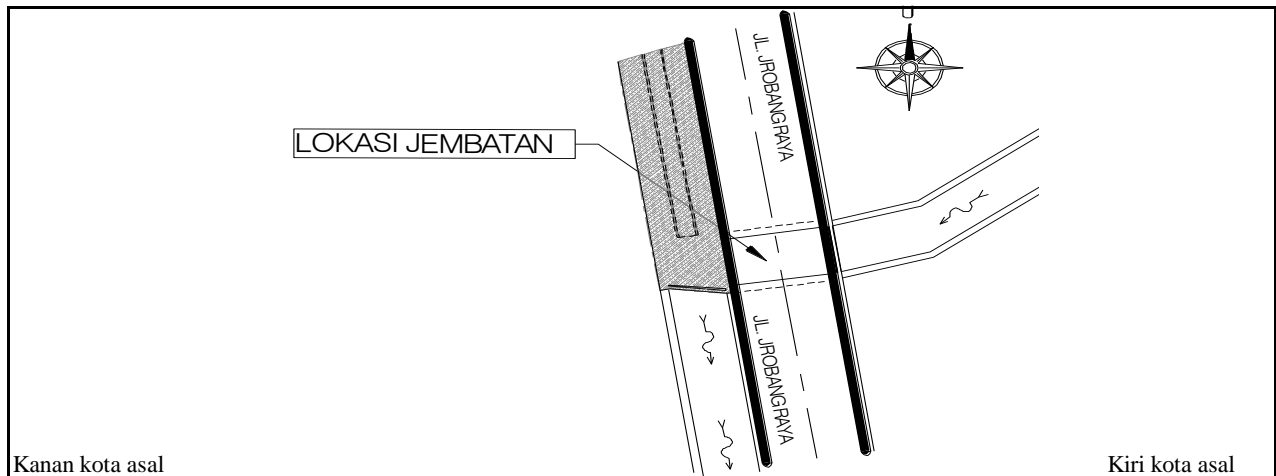 JL. JROBANGRAYA
LOKASI JEMBATAN
JL. JROBANGRAYA
Kanan kota asal
Kiri kota asal